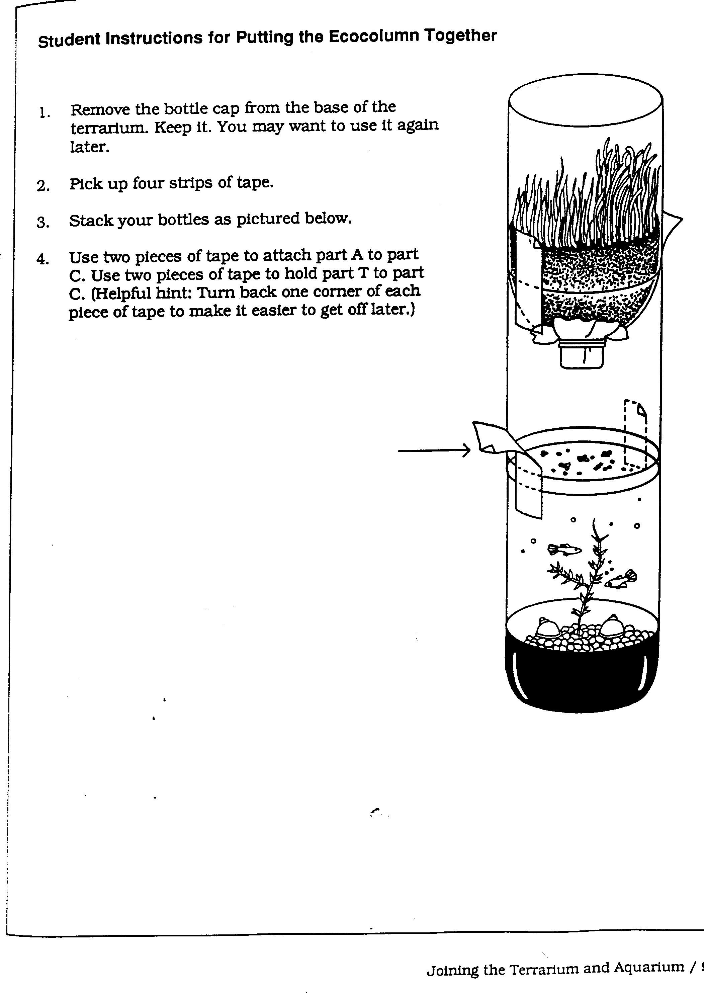 Student Instructions for Putting the Ecocolumn Together
1. Remove the bottle cap from the base of the
terrarium. Keep it. You may want to use it again
later.
2. Pick up four strips of tape.
3. Stack your bottles as pictured below.
4. Use two pieces of tape to attach part A to part
C. Use two pieces of tape to hold part T to part
C. (Helpful hint: Turn back one corner of each
piece of tape to make it easier to get off later.)
Joining the Terrarium and Aquarium /